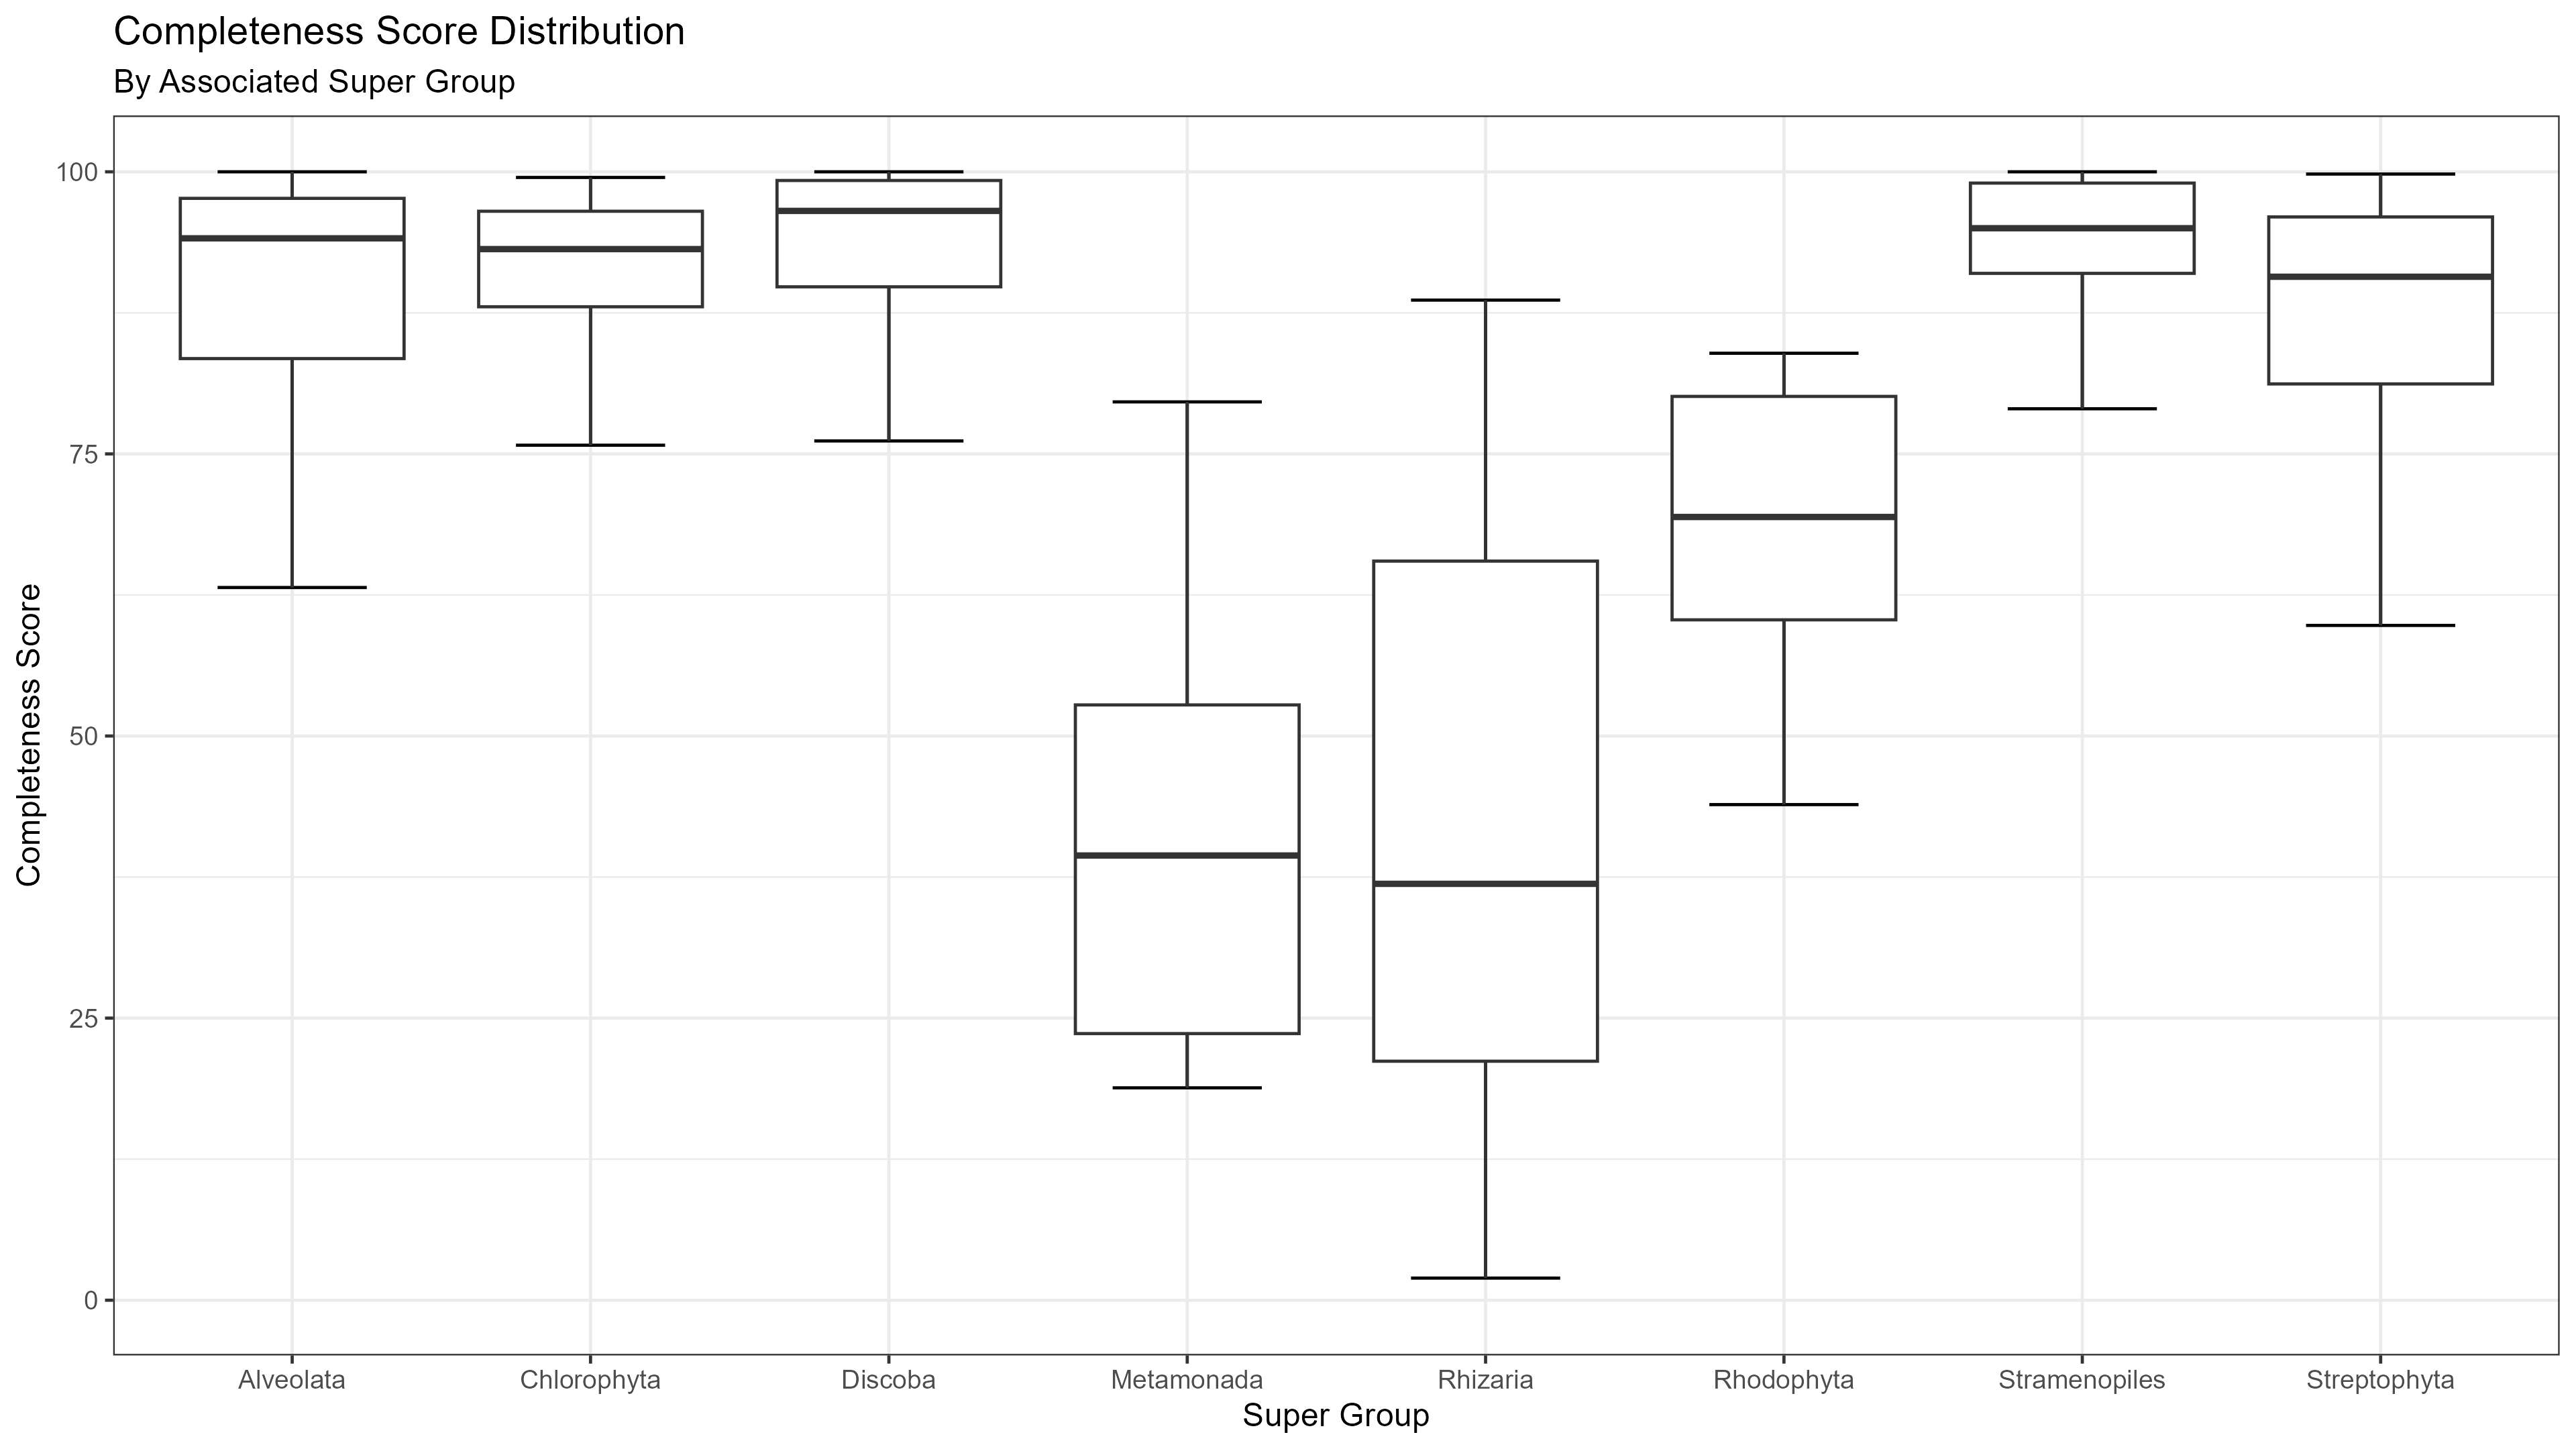 Completeness Score Distribution
By Associated Super Group
Completeness Score
100
75
50
25
0
Alveolata
Chlorophyta
Discoba
Metamonada
Rhizaria
Rhodophyta
Stramenopiles
Streptophyta
Super Group